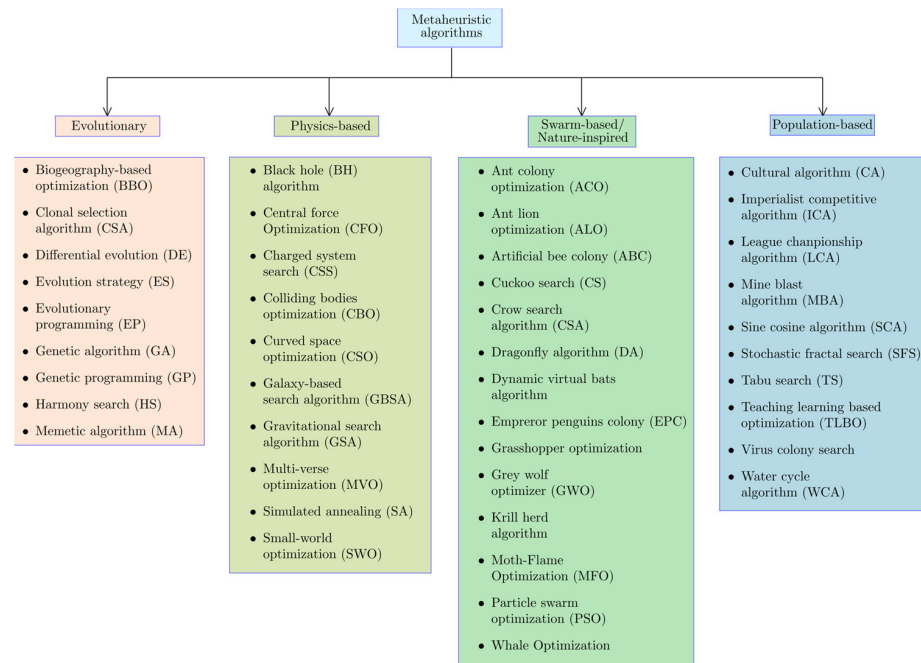 Metaheuristic
algorithms
Evolutionary
• Biogeography-based
optimization (BBO)
• Clonal selection
algorithm (CSA)
• Differential evolution (DE)
• Evolution strategy (ES)
• Evolutionary
programming (EP)
• Genetic algorithm (GA)
• Genetic programming (GP)
• Harmony search (HS)
• Memetic algorithm (MA)
Physics-based
• Black hole (BH)
algorithm
• Central force
Optimization (CFO)
• Charged system
search (CSS)
• Colliding bodies
optimization (CBO)
• Curved space
optimization (CSO)
• Galaxy-based
search algorithm (GBSA)
• Gravitational search
algorithm (GSA)
• Multi-verse
optimization (MVO)
• Simulated annealing (SA)
• Small-world
optimization (SWO)
Swarm-based/
Nature-inspired
• Ant colony
optimization (ACO)
• Ant lion
optimization (ALO)
• Artificial bee colony (ABC)
• Cuckoo search (CS)
• Crow search
algorithm (CSA)
• Dragonfly algorithm (DA)
• Dynamic virtual bats
algorithm
• Empreror penguins colony (EPC)
• Grasshopper optimization
• Grey wolf
optimizer (GWO)
• Krill herd
algorithm
• Moth-Flame
Optimization (MFO)
• Particle swarm
optimization (PSO)
• Whale Optimization
Population-based
• Cultural algorithm (CA)
• Imperialist competitive
algorithm (ICA)
• League chanpionship
algorithm (LCA)
• Mine blast
algorithm (MBA)
• Sine cosine algorithm (SCA)
• Stochastic fractal search (SFS)
• Tabu search (TS)
• Teaching learning based
optimization (TLBO)
• Virus colony search
• Water cycle
algorithm (WCA)